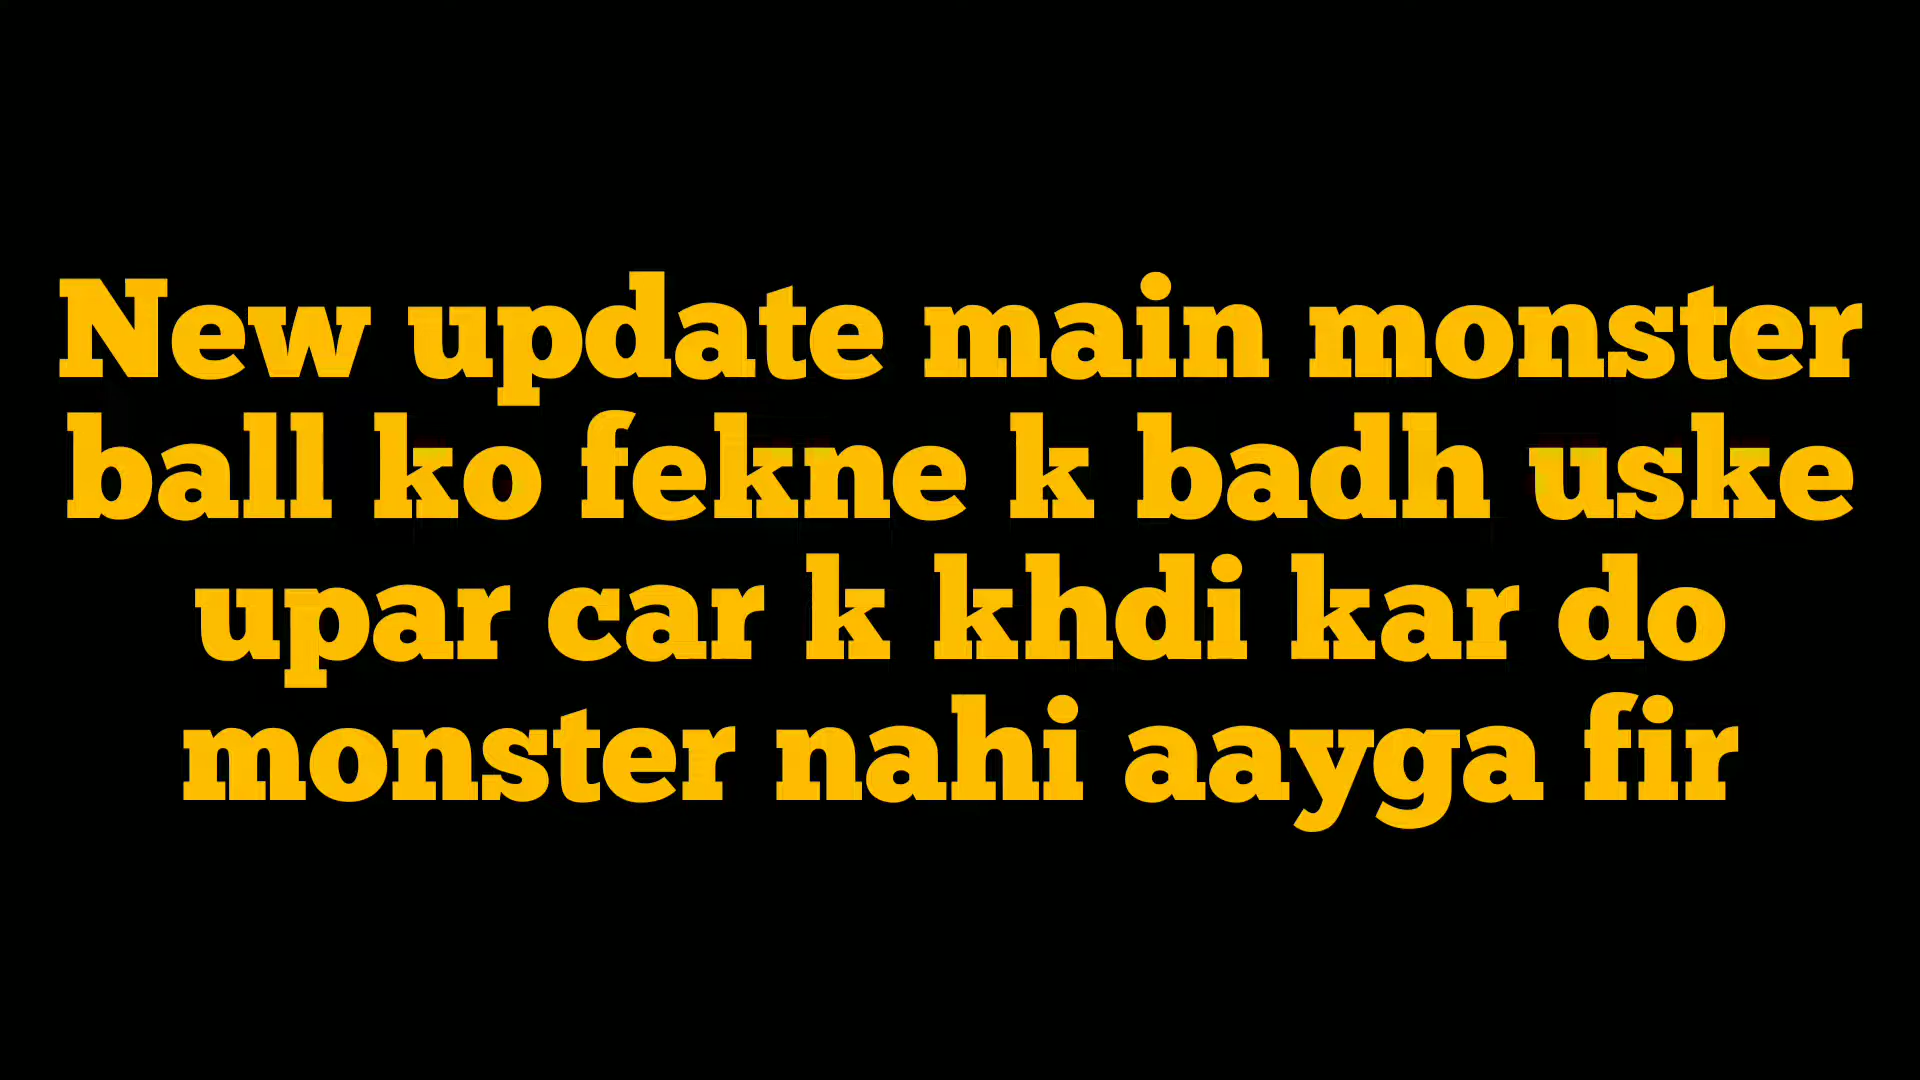 New update main monster
ball ko fekne k badh uske
upar car k khdi kar do
monster nahi aayga fir